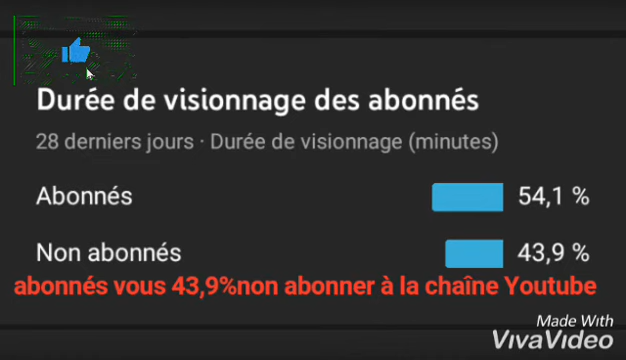 Durée de visionnage des abonnés
28 derniers jours · Durée de visionnage (minutes)
Abonnés 54,1 %
Non abonnés 43,9 %
abonnés vous 43,9%non abonner à la chaîne Youtube
Made With
VivaVideo